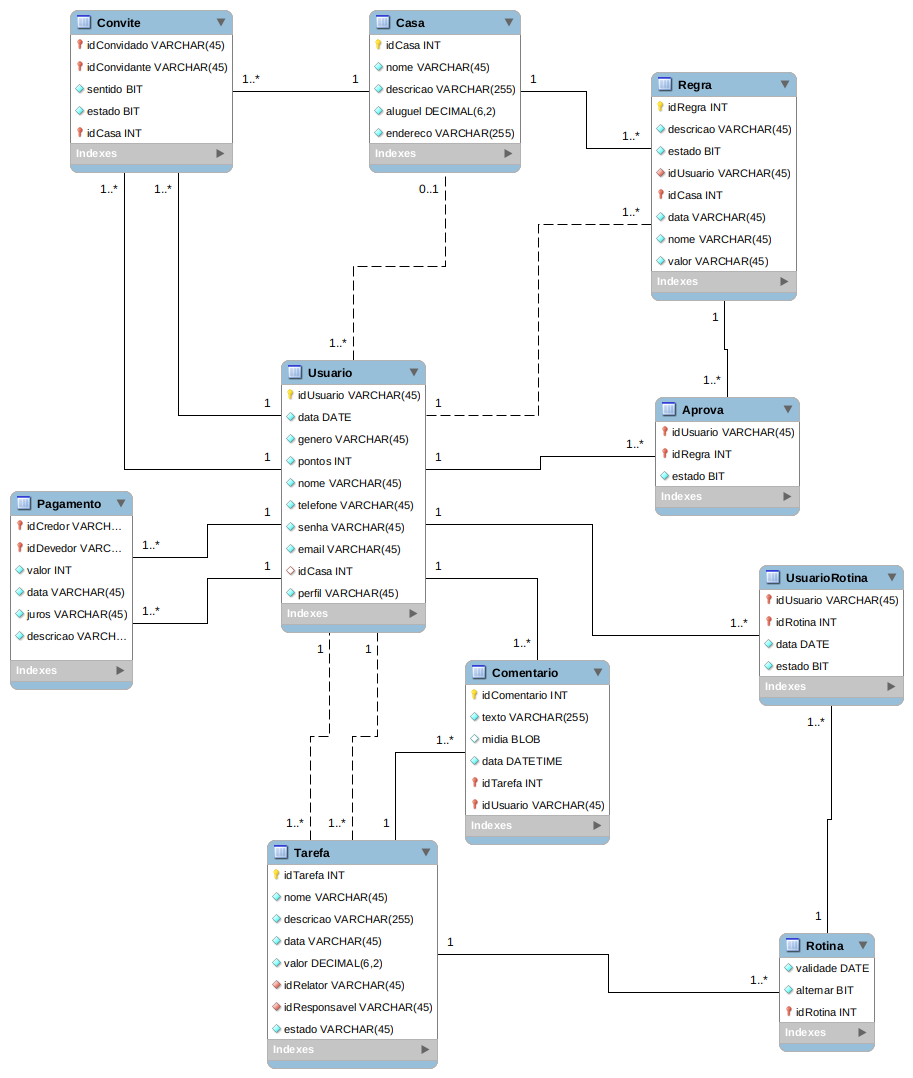 Convite
idConvidado VARCHAR(45)
idConvidante VARCHAR(45)
sentido BIT
estado BIT
idCasa INT
Indexes
1..*
1
1..*
1..*
Casa
idCasa INT
nome VARCHAR(45)
descricao VARCHAR(255)
aluguel DECIMAL(6,2)
endereco VARCHAR(255)
Indexes
1
1..*
0..1
1..*
Regra
idRegra INT
descricao VARCHAR(45)
estado BIT
idUsuario VARCHAR(45)
idCasa INT
data VARCHAR(45)
nome VARCHAR(45)
valor VARCHAR(45)
Indexes
1..*
1
1..*
Usuario
idUsuario VARCHAR(45)
data DATE
genero VARCHAR(45)
pontos INT
nome VARCHAR(45)
telefone VARCHAR(45)
senha VARCHAR(45)
email VARCHAR(45)
idCasa INT
perfil VARCHAR(45)
Indexes
1
1
1
1
1
1
1
1
1
1
Aprova
idUsuario VARCHAR(45)
idRegra INT
estado BIT
Indexes
1..*
Pagamento
idCredor VARCH...
idDevedor VARC...
valor INT
data VARCHAR(45)
juros VARCHAR(45)
descricao VARCH...
Indexes
1..*
1..*
UsuarioRotina
idUsuario VARCHAR(45)
idRotina INT
data DATE
estado BIT
Indexes
1..*
1..*
1
Comentario
idComentario INT
texto VARCHAR(255)
midia BLOB
data DATETIME
idTarefa INT
idUsuario VARCHAR(45)
Indexes
1..*
1..*
1..*
1..*
1
Tarefa
idTarefa INT
nome VARCHAR(45)
descricao VARCHAR(255)
data VARCHAR(45)
valor DECIMAL(6,2)
idRelator VARCHAR(45)
idResponsavel VARCHAR(45)
estado VARCHAR(45)
Indexes
1
1..*
Rotina
validade DATE
alternar BIT
idRotina INT
Indexes